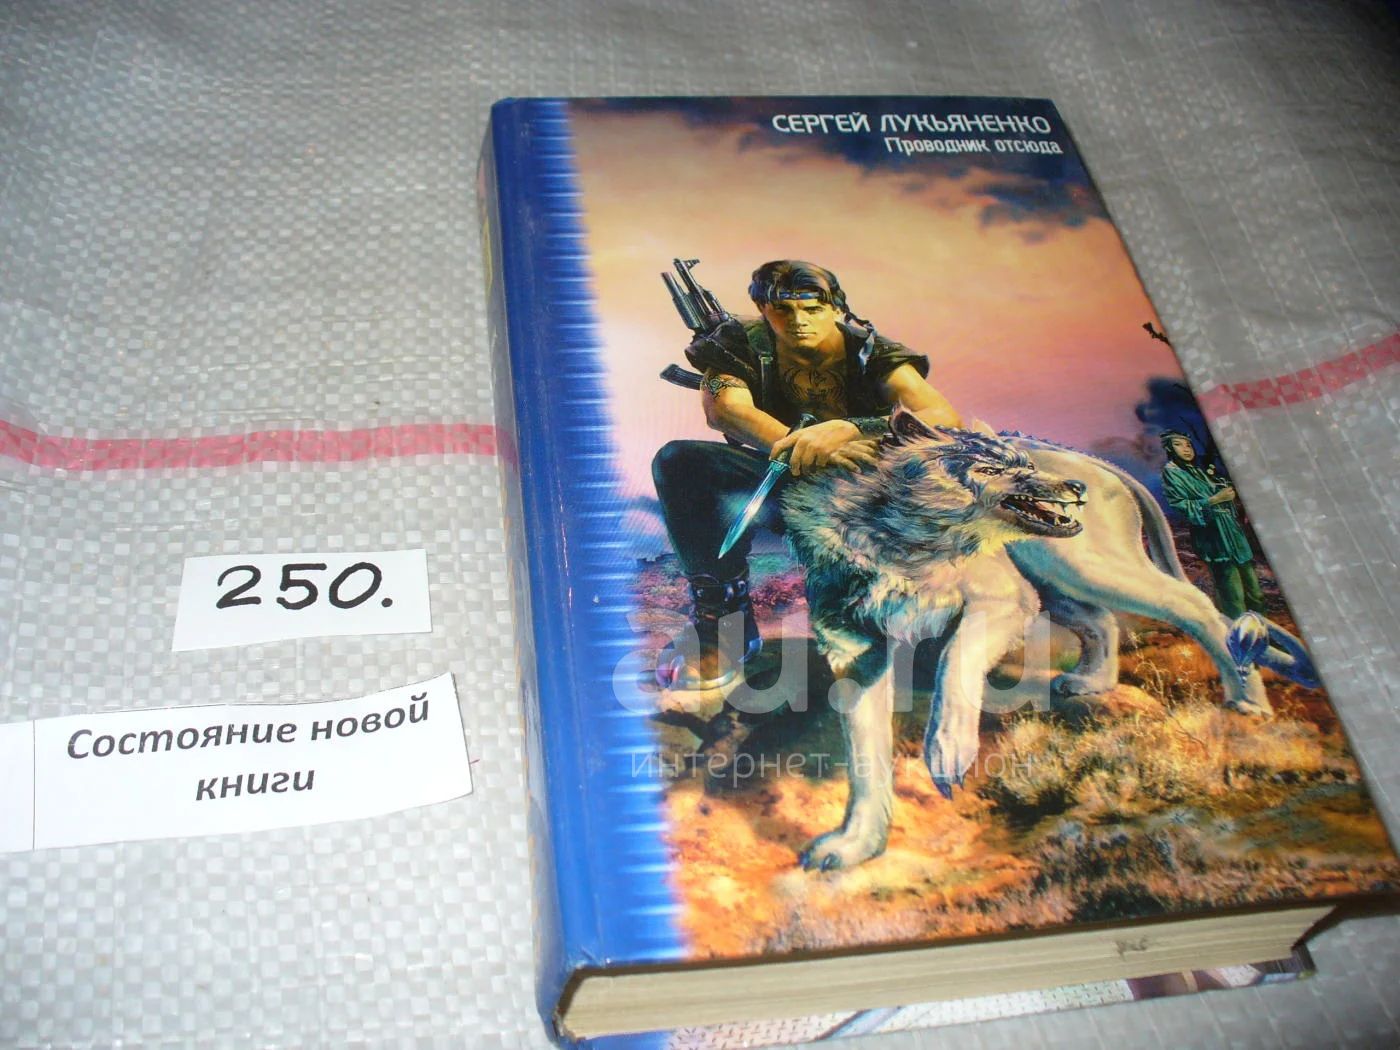 СЕРГЕЙ ЛУКЬЯНЕНКО
Проводник отсюда
250.
Состояние новой
книги
au.ru
интернет-аукцион